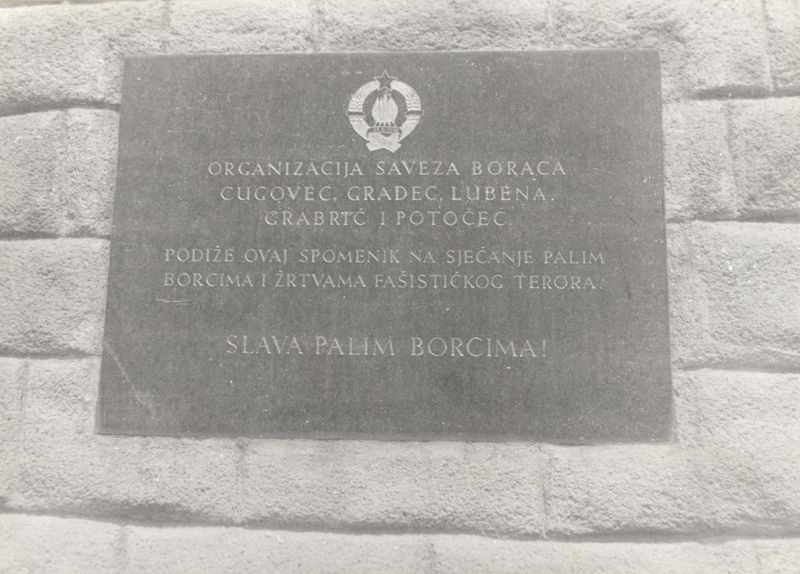 ORGANIZACIJA SAVEZA BORACA
CUGOVEC, GRADEC, LUBENA,
GRABRIĆ I POTOČEC.
PODIŽE OVAJ SPOMENIK NA SJEĆANJE PALIM
BORCIMA I ŽRTVAMA FAŠISTIČKOG TERORA.
SLAVA PALIM BORCIMA!